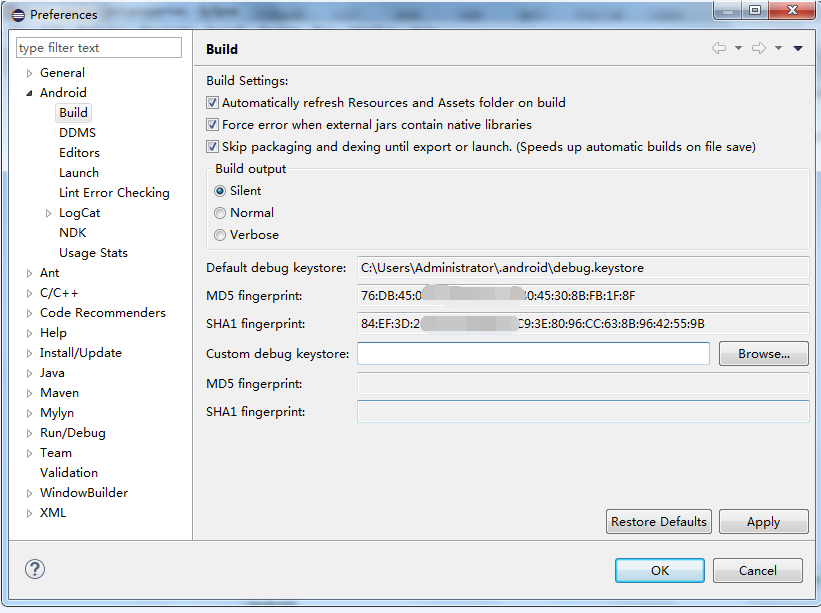 Preferences
type filter text
General
Android
Build
DDMS
Editors
Launch
Lint Error Checking
LogCat
NDK
Usage Stats
Ant
C/C++
Code Recommenders
Help
Install/Update
Java
Maven
Mylyn
Run/Debug
Team
Validation
WindowBuilder
XML
Build
Build Settings:
Automatically refresh Resources and Assets folder on build
Force error when external jars contain native libraries
Skip packaging and dexing until export or launch. (Speeds up automatic builds on file save)
Build output
Silent
Normal
Verbose
Default debug keystore: C:\Users\Administrator\.android\debug.keystore
MD5 fingerprint: 76:DB:45:0 :45:30:8B:FB:1F:8F
SHA1 fingerprint: 84:EF:3D:2 C9:3E:80:96:CC:63:8B:96:42:55:9B
Custom debug keystore: Browse...
MD5 fingerprint:
SHA1 fingerprint:
Restore Defaults Apply
OK Cancel